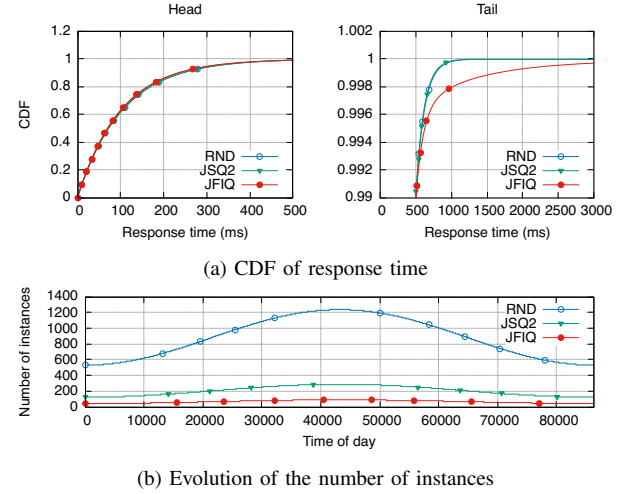 Head
Tail
CDF
1.2
1
0.8
0.6
0.4
0.2
0
RND
JSQ2
JFIQ
0 100 200 300 400 500
Response time (ms)
1.002
1
0.998
0.996
0.994
0.992
0.99
RND
JSQ2
JFIQ
0 500 1000 1500 2000 2500 3000
Response time (ms)
(a) CDF of response time
Number of instances
1400
1200
1000
800
600
400
200
0
RND
JSQ2
JFIQ
0 10000 20000 30000 40000 50000 60000 70000 80000
Time of day
(b) Evolution of the number of instances